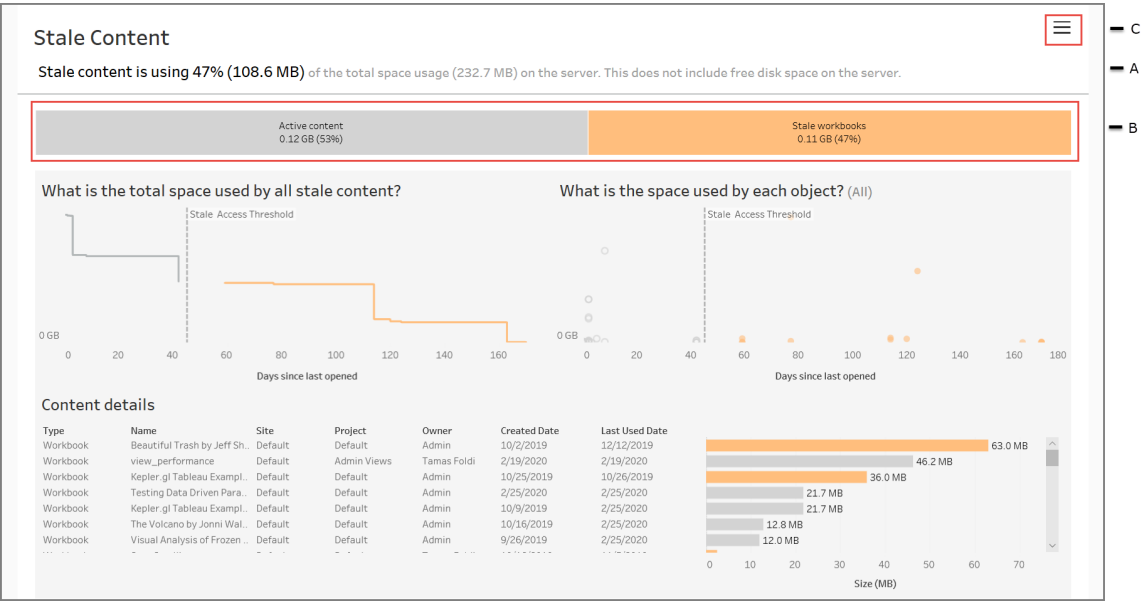 Stale Content
C
Stale content is using 47% (108.6 MB) of the total space usage (232.7 MB) on the server. This does not include free disk space on the server.
A
Active content
0.12 GB (53%)
Stale workbooks
0.11 GB (47%)
B
What is the total space used by all stale content?
Stale Access Threshold
0 GB
0 20 40 60 80 100 120 140 160
Days since last opened
What is the space used by each object? (All)
Stale Access Threshold
0 GB
0 20 40 60 80 100 120 140 160 180
Days since last opened
Content details
Type Name Site Project Owner Created Date Last Used Date
Workbook Beautiful Trash by Jeff Sh.. Default Default Admin 10/2/2019 12/12/2019 63.0 MB
Workbook view_performance Default Admin Views Tamas Foldi 2/19/2020 2/19/2020 46.2 MB
Workbook Kepler.gl Tableau Exampl.. Default Default Admin 10/25/2019 10/26/2019 36.0 MB
Workbook Testing Data Driven Para.. Default Default Admin 2/25/2020 2/25/2020 21.7 MB
Workbook Kepler.gl Tableau Exampl.. Default Default Admin 10/9/2019 2/25/2020 21.7 MB
Workbook The Volcano by Jonni Wal.. Default Default Admin 10/16/2019 2/25/2020 12.8 MB
Workbook Visual Analysis of Frozen .. Default Default Admin 9/26/2019 2/25/2020 12.0 MB
0 10 20 30 40 50 60 70
Size (MB)